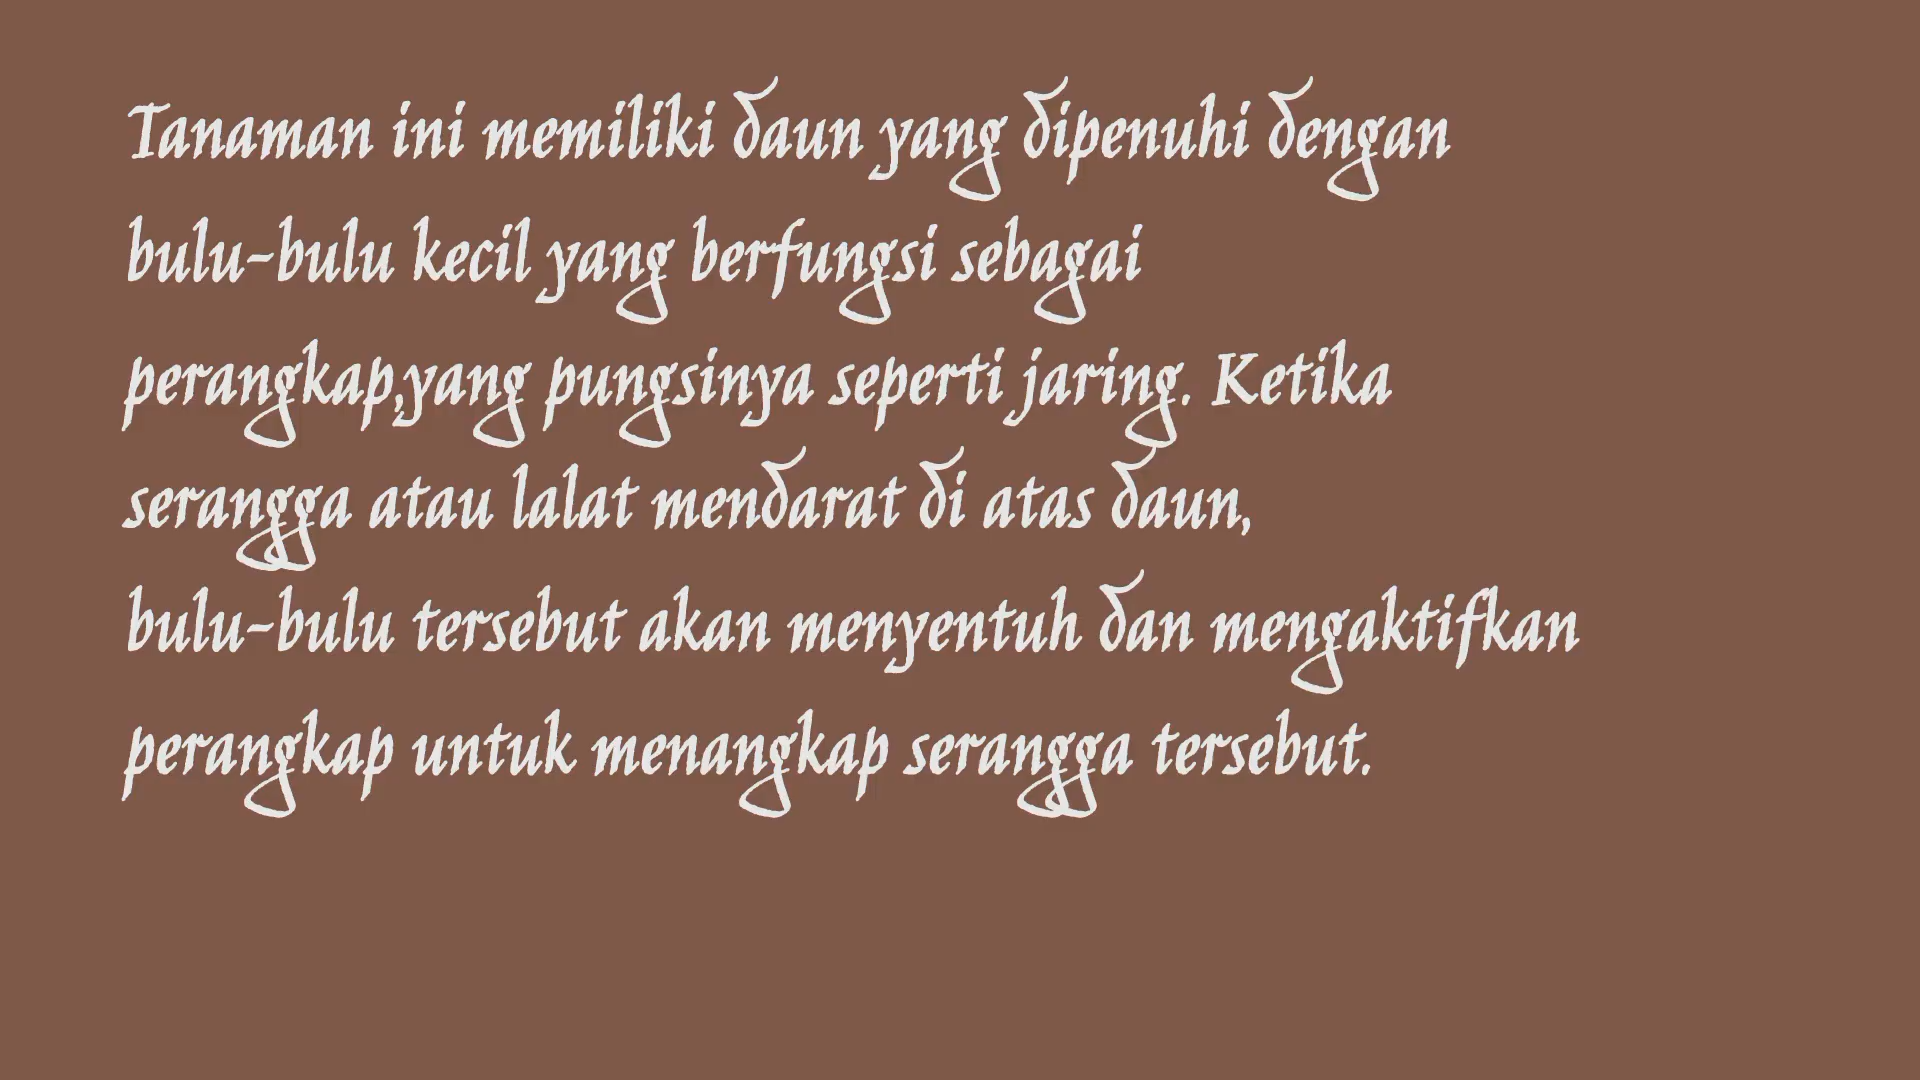 Tanaman ini memiliki daun yang dipenuhi dengan
bulu-bulu kecil yang berfungsi sebagai
perangkap,yang pungsinya seperti jaring. Ketika
serangga atau lalat mendarat di atas daun,
bulu-bulu tersebut akan menyentuh dan mengaktifkan
perangkap untuk menangkap serangga tersebut.